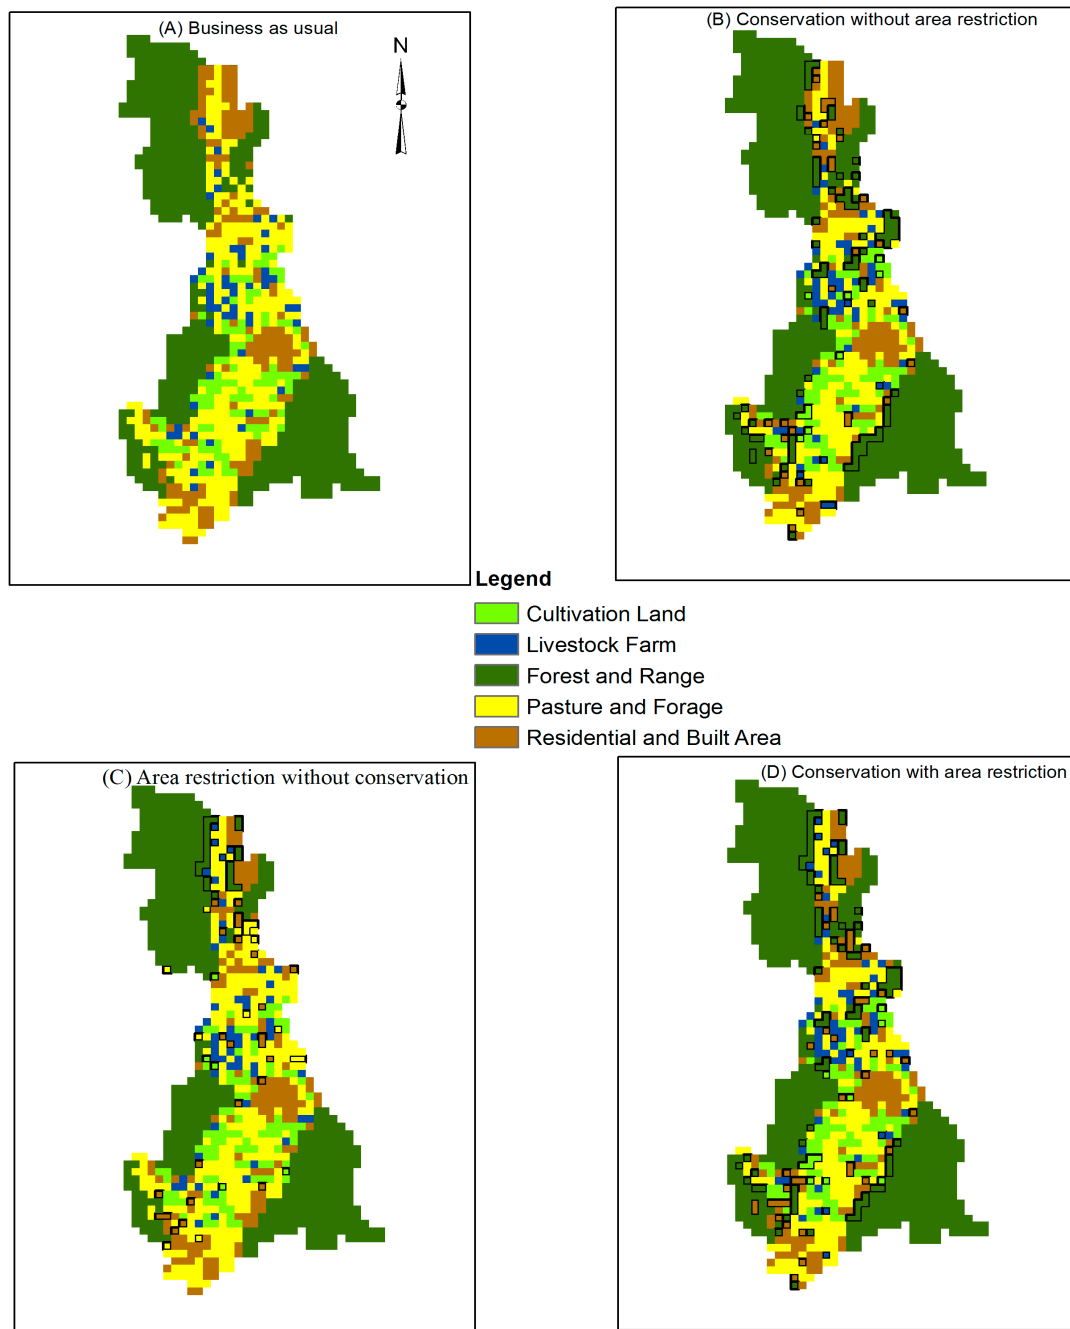 (A) Business as usual
N
(B) Conservation without area restriction
Legend
Cultivation Land
Livestock Farm
Forest and Range
Pasture and Forage
Residential and Built Area
(C) Area restriction without conservation
(D) Conservation with area restriction